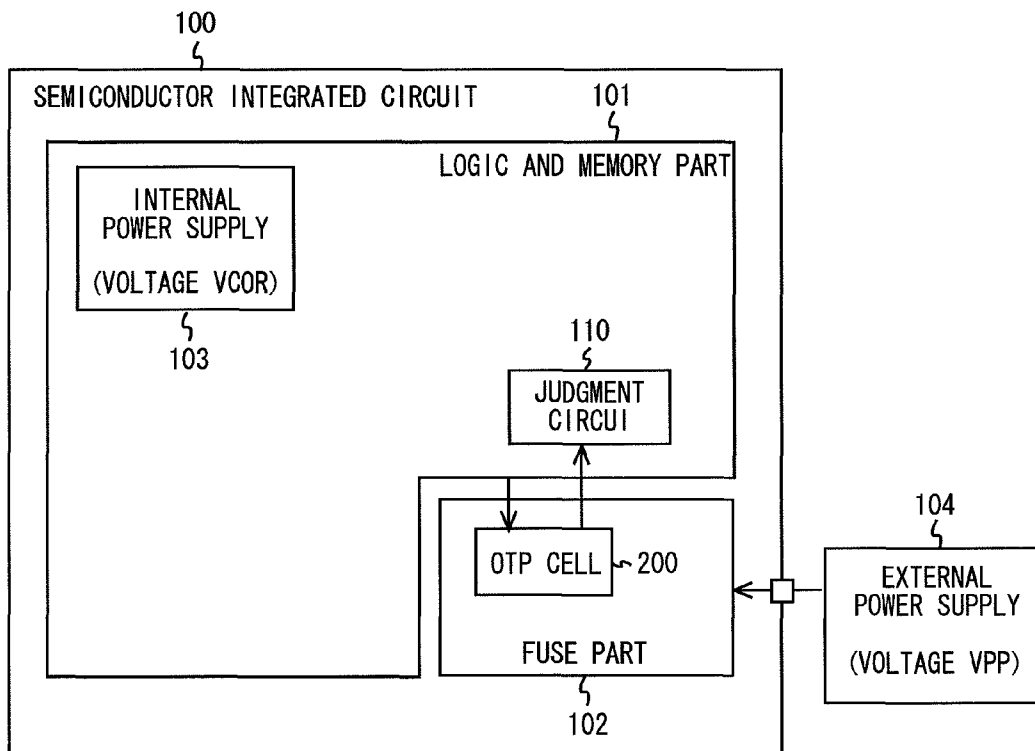 100
SEMICONDUCTOR INTEGRATED CIRCUIT
101
LOGIC AND MEMORY PART
INTERNAL
POWER SUPPLY
(VOLTAGE VCOR)
103
110
JUDGMENT
CIRCUI
OTP CELL
200
FUSE PART
102
104
EXTERNAL
POWER SUPPLY
(VOLTAGE VPP)